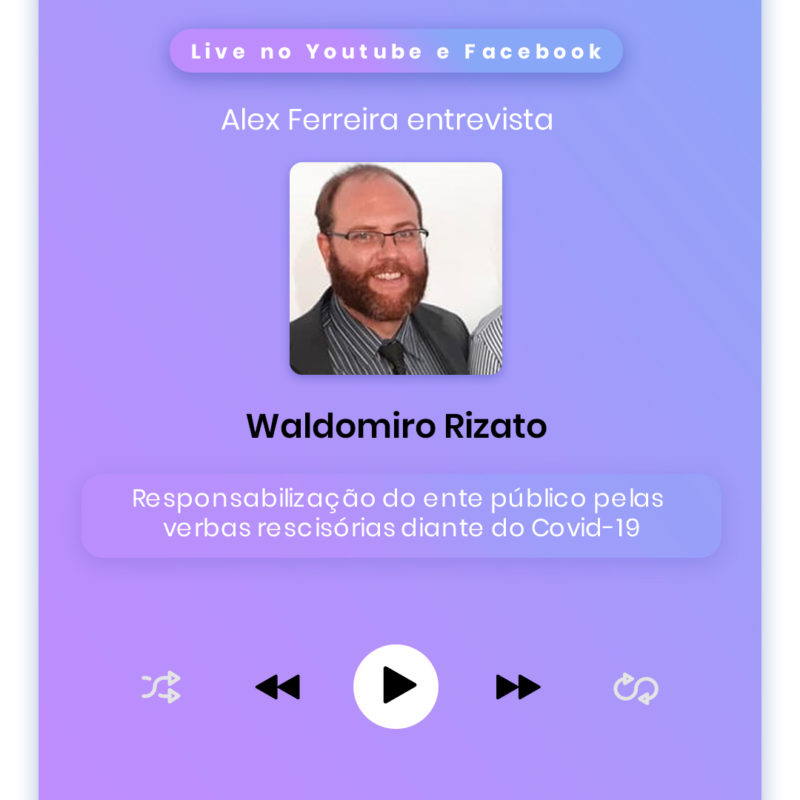 Live no Youtube e Facebook
Alex Ferreira entrevista
Waldomiro Rizato
Responsabilização do ente público pelas
verbas rescisórias diante do Covid-19